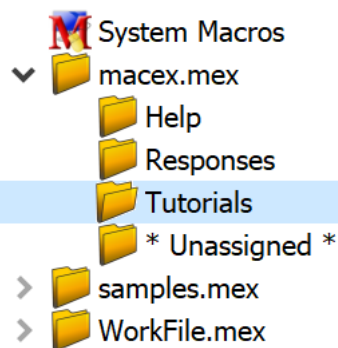 System Macros
macex.mex
Help
Responses
Tutorials
* Unassigned *
samples.mex
WorkFile.mex